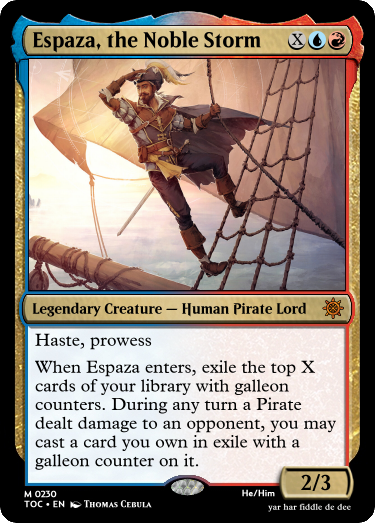 Espaza, the Noble Storm X
Legendary Creature — Human Pirate Lord
Haste, prowess
When Espaza enters, exile the top X
cards of your library with galleon
counters. During any turn a Pirate
dealt damage to an opponent, you may
cast a card you own in exile with a
galleon counter on it.
2/3
M 0230
He/Him
TOC • EN Thomas Cebula
yar har fiddle de dee